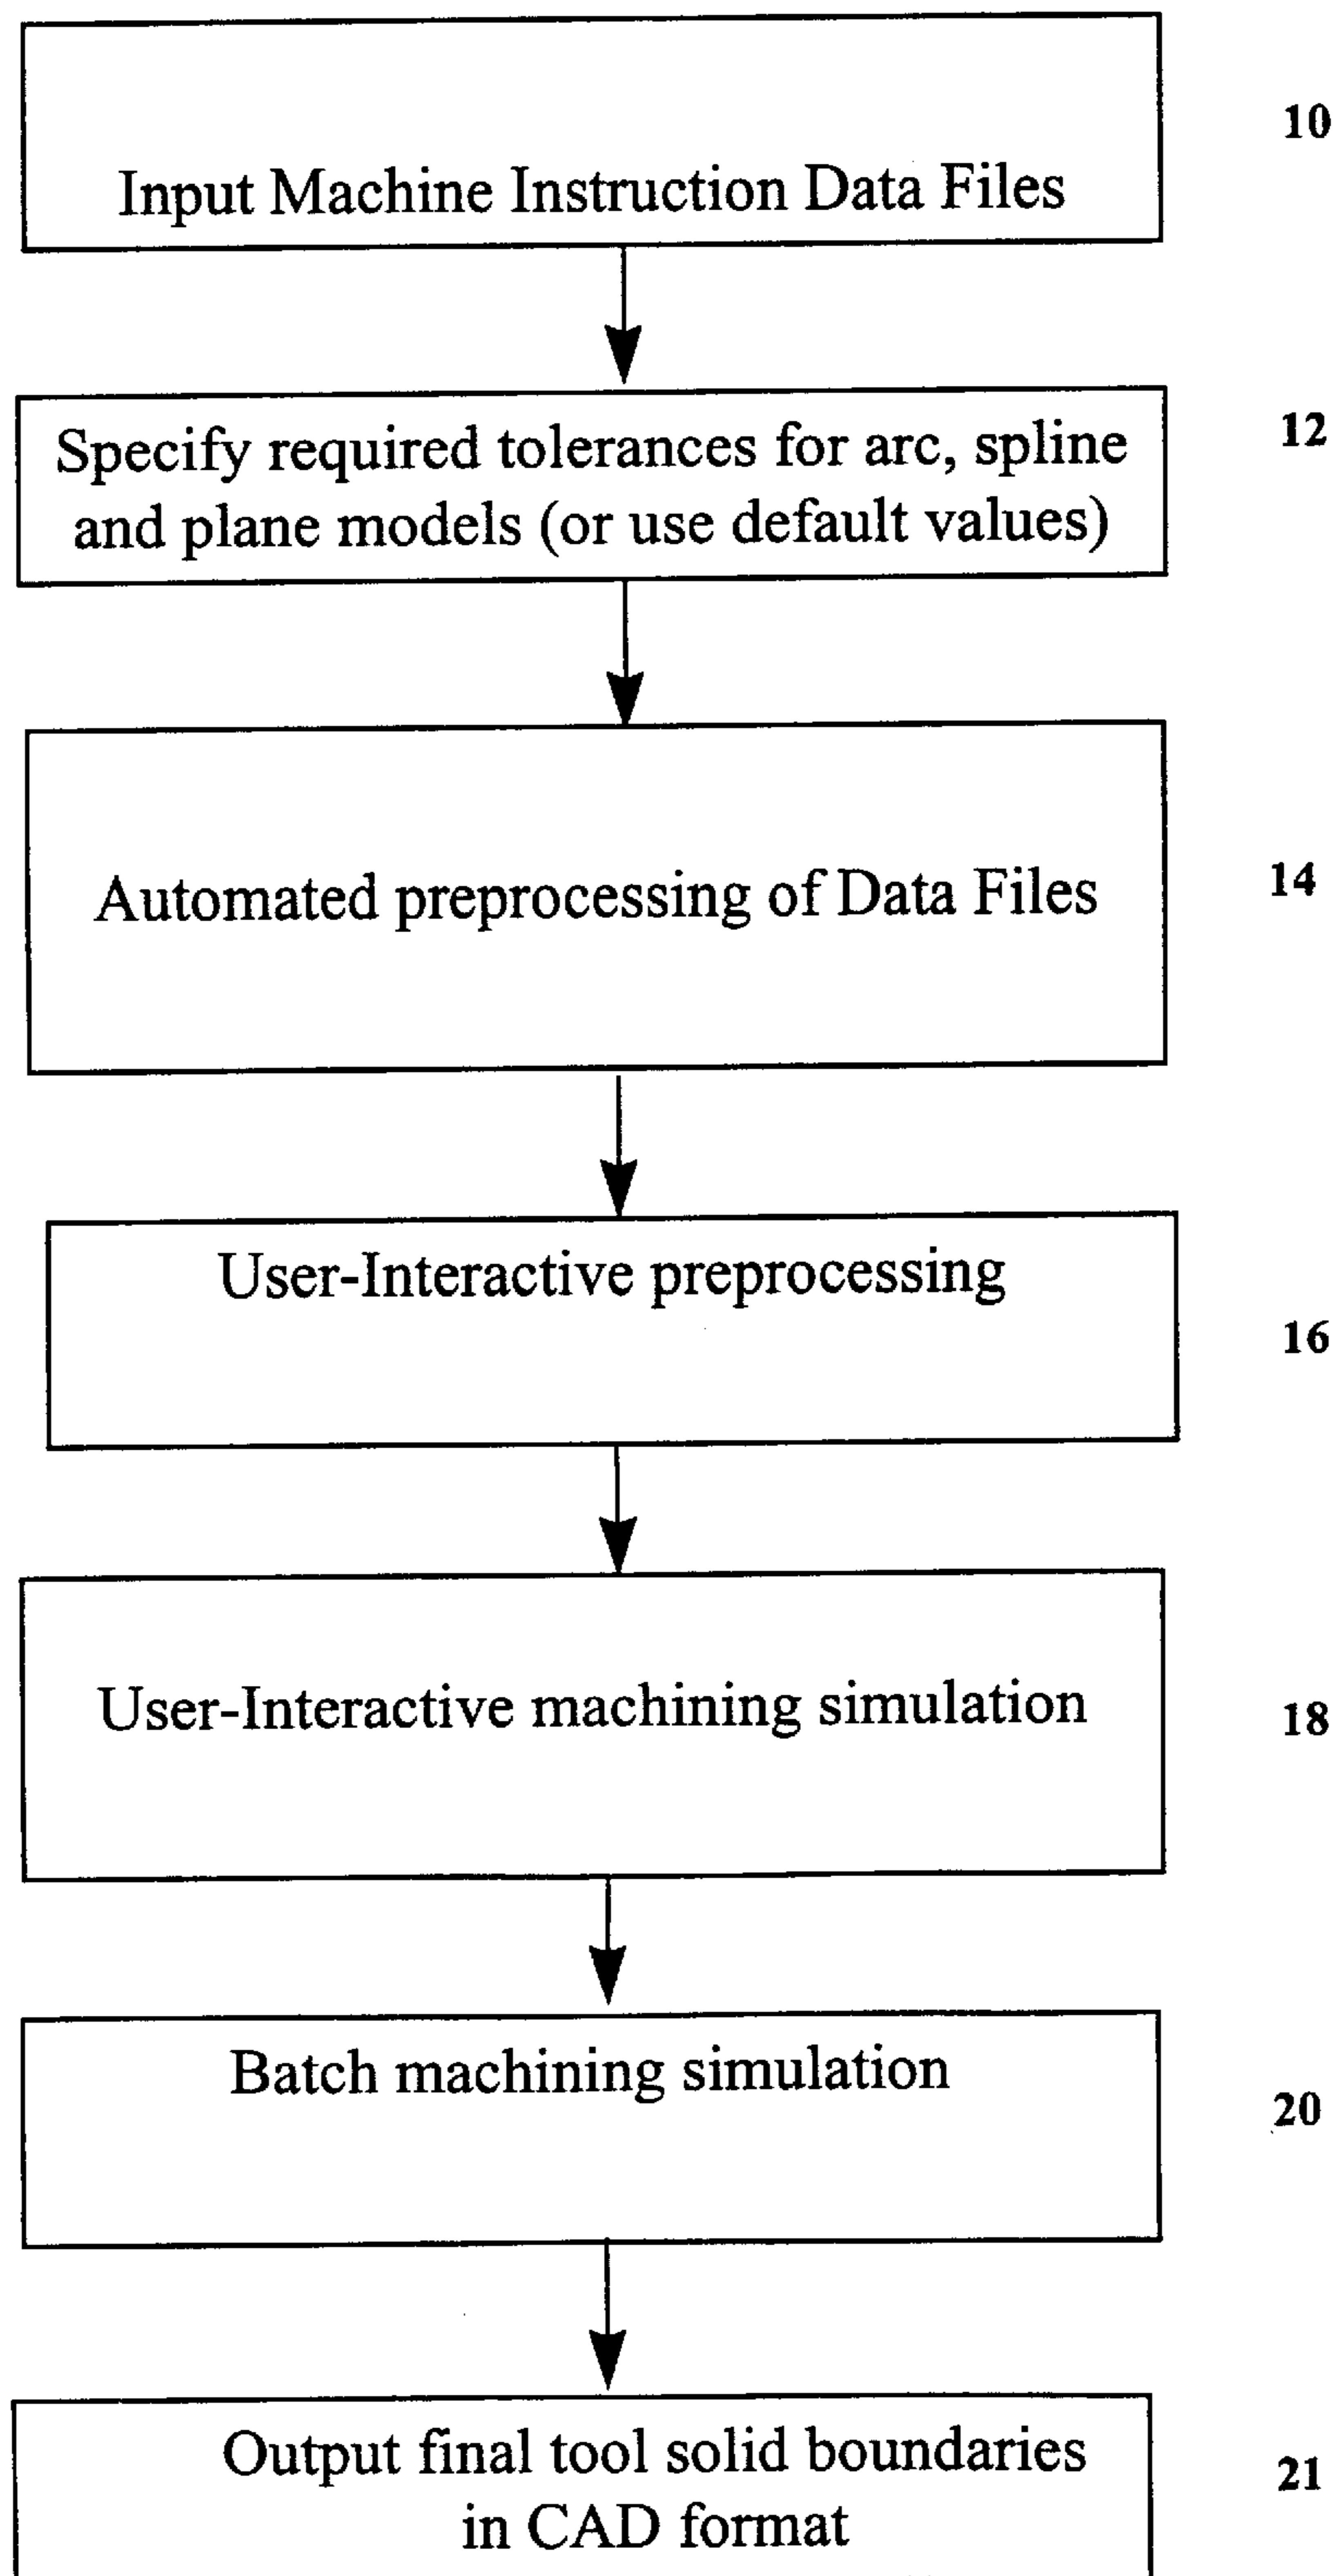 10
Input Machine Instruction Data Files
12
Specify required tolerances for arc, spline
and plane models (or use default values)
14
Automated preprocessing of Data Files
User-Interactive preprocessing
16
User-Interactive machining simulation
18
Batch machining simulation
20
Output final tool solid boundaries
21
in CAD format